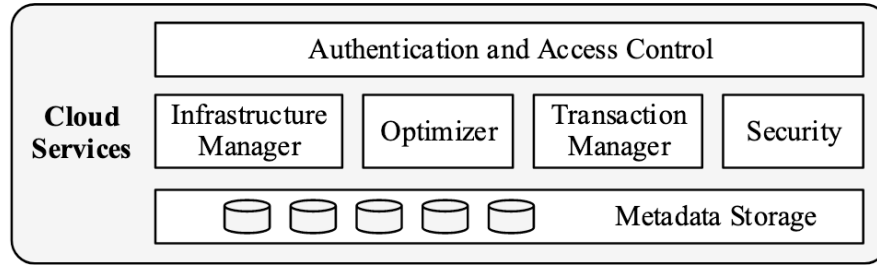 Authentication and Access Control
Cloud
Services
Infrastructure
Manager
Optimizer
Transaction
Manager
Security
Metadata Storage